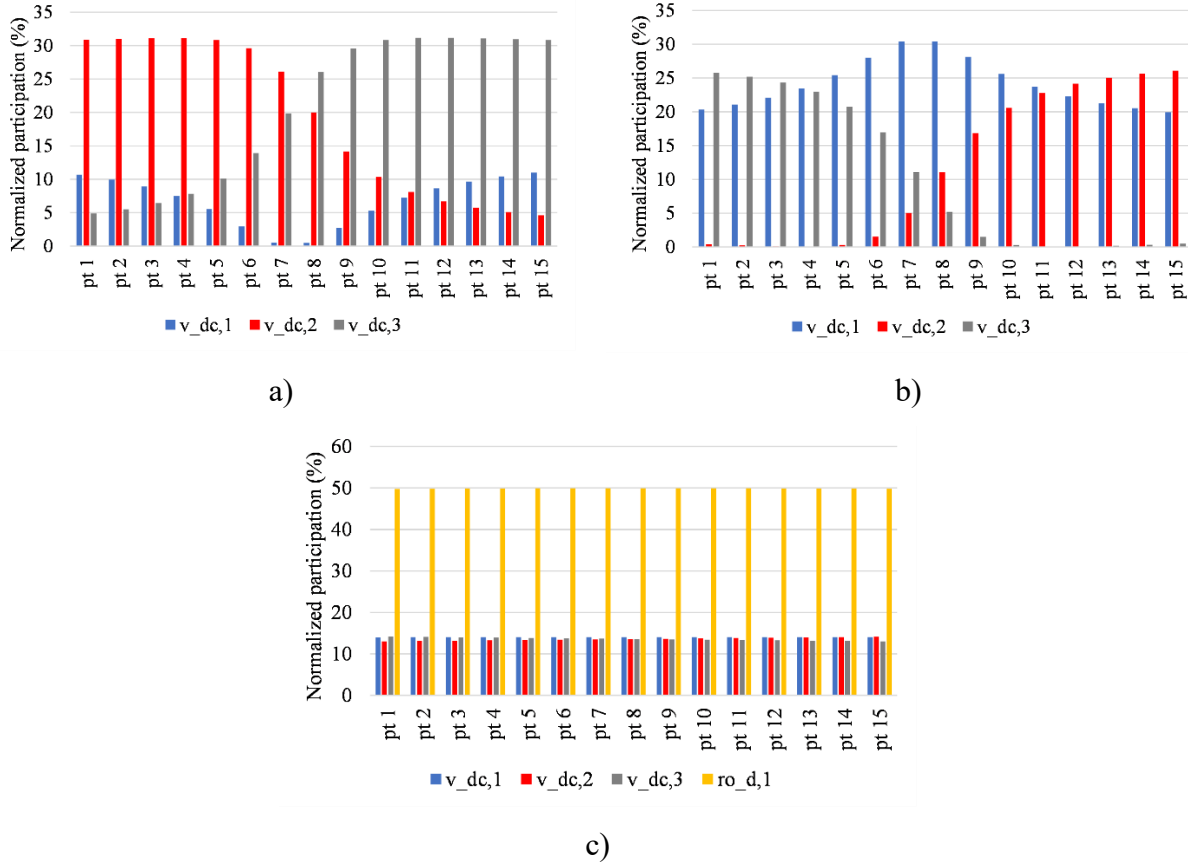 Normalized participation (%)
35
30
25
20
15
10
5
0
pt 1 pt 2 pt 3 pt 4 pt 5 pt 6 pt 7 pt 8 pt 9 pt 10 pt 11 pt 12 pt 13 pt 14 pt 15
v_dc,1 v_dc,2 v_dc,3
a)
Normalized participation (%)
35
30
25
20
15
10
5
0
pt 1 pt 2 pt 3 pt 4 pt 5 pt 6 pt 7 pt 8 pt 9 pt 10 pt 11 pt 12 pt 13 pt 14 pt 15
v_dc,1 v_dc,2 v_dc,3
b)
Normalized participation (%)
60
50
40
30
20
10
0
pt 1 pt 2 pt 3 pt 4 pt 5 pt 6 pt 7 pt 8 pt 9 pt 10 pt 11 pt 12 pt 13 pt 14 pt 15
v_dc,1 v_dc,2 v_dc,3 ro_d,1
c)